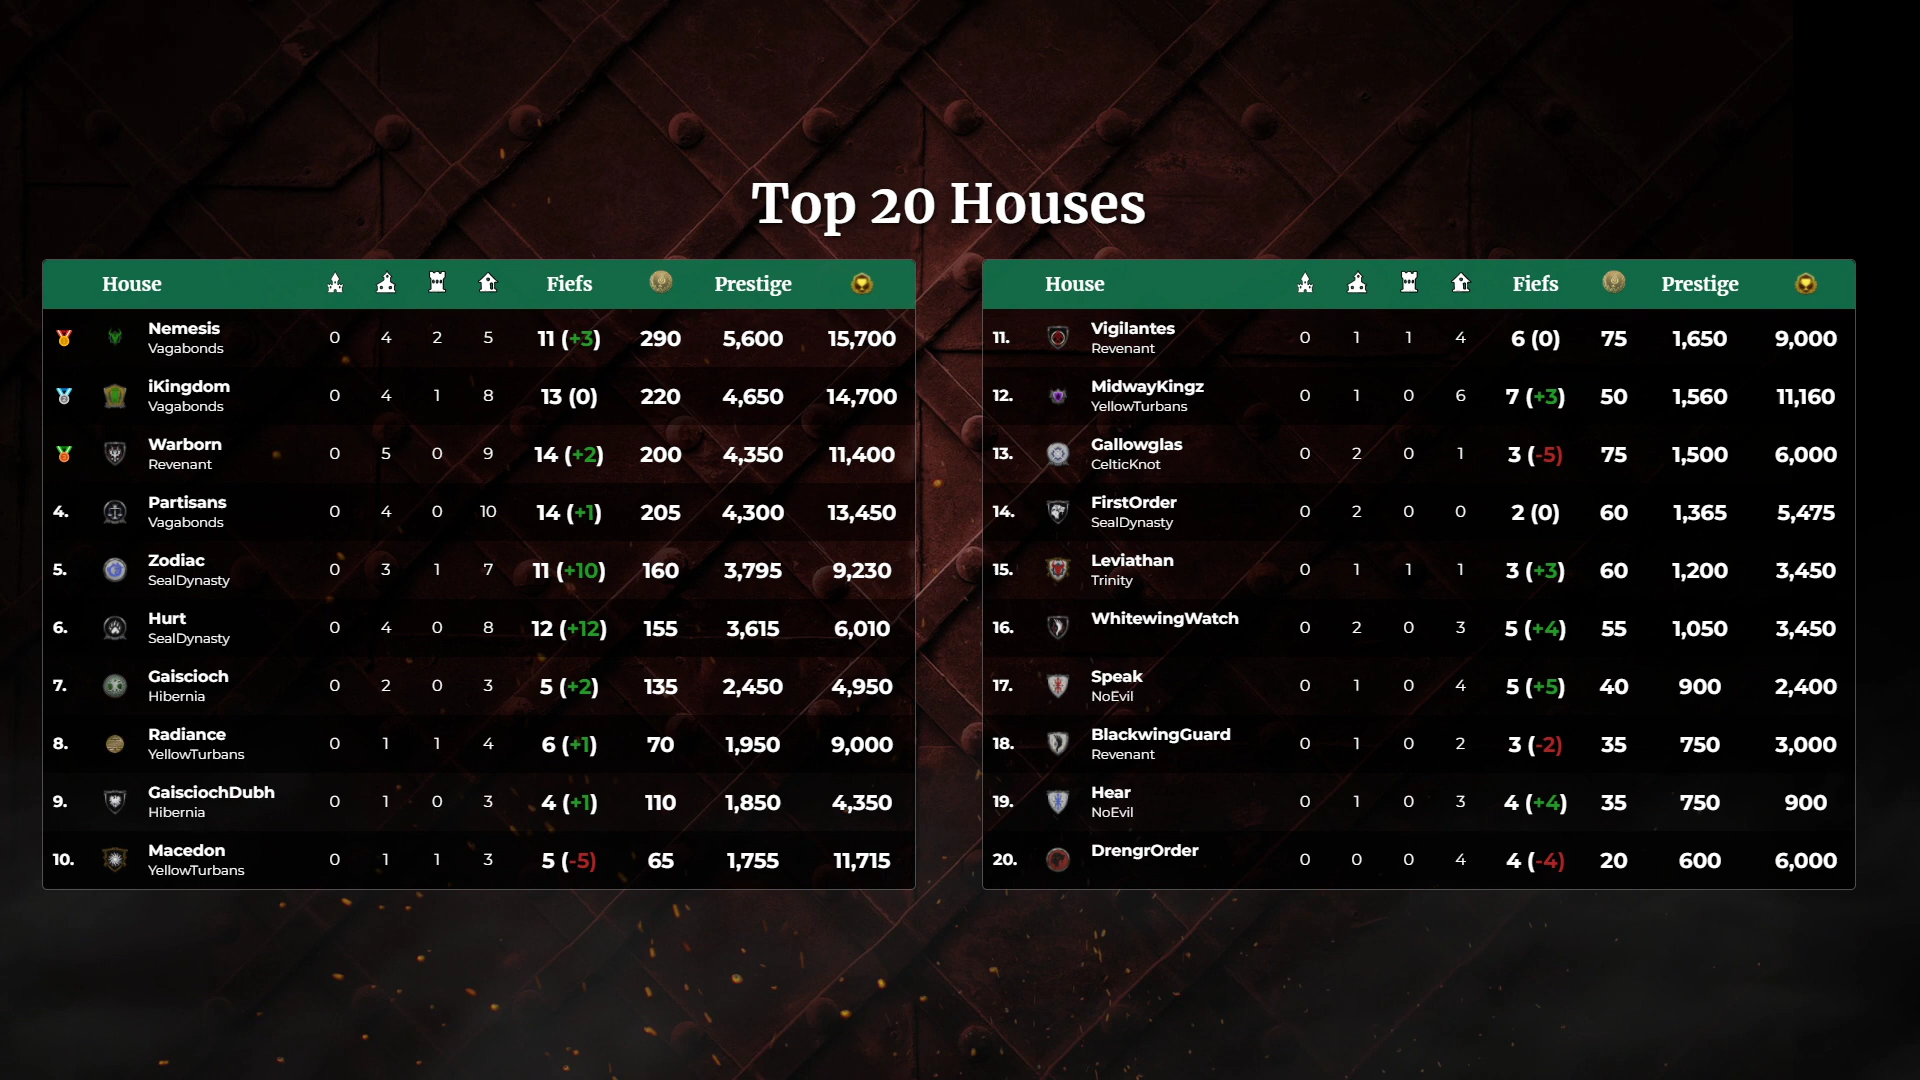 Top 20 Houses
House Fiefs Prestige
Nemesis
Vagabonds
0 4 2 5 11 (+3) 290 5,600 15,700
iKingdom
Vagabonds
0 4 1 8 13 (0) 220 4,650 14,700
Warborn
Revenant
0 5 0 9 14 (+2) 200 4,350 11,400
4. Partisans
Vagabonds
0 4 0 10 14 (+1) 205 4,300 13,450
5. Zodiac
SealDynasty
0 3 1 7 11 (+10) 160 3,795 9,230
6. Hurt
SealDynasty
0 4 0 8 12 (+12) 155 3,615 6,010
7. Gaiscioch
Hibernia
0 2 0 3 5 (+2) 135 2,450 4,950
8. Radiance
YellowTurbans
0 1 1 4 6 (+1) 70 1,950 9,000
9. GaisciochDubh
Hibernia
0 1 0 3 4 (+1) 110 1,850 4,350
10. Macedon
YellowTurbans
0 1 1 3 5 (-5) 65 1,755 11,715
House Fiefs Prestige
11. Vigilantes
Revenant
0 1 1 4 6 (0) 75 1,650 9,000
12. MidwayKingz
YellowTurbans
0 1 0 6 7 (+3) 50 1,560 11,160
13. Gallowglas
CelticKnot
0 2 0 1 3 (-5) 75 1,500 6,000
14. FirstOrder
SealDynasty
0 2 0 0 2 (0) 60 1,365 5,475
15. Leviathan
Trinity
0 1 1 1 3 (+3) 60 1,200 3,450
16. WhitewingWatch
0 2 0 3 5 (+4) 55 1,050 3,450
17. Speak
NoEvil
0 1 0 4 5 (+5) 40 900 2,400
18. BlackwingGuard
Revenant
0 1 0 2 3 (-2) 35 750 3,000
19. Hear
NoEvil
0 1 0 3 4 (+4) 35 750 900
20. DrengrOrder
0 0 0 4 4 (-4) 20 600 6,000